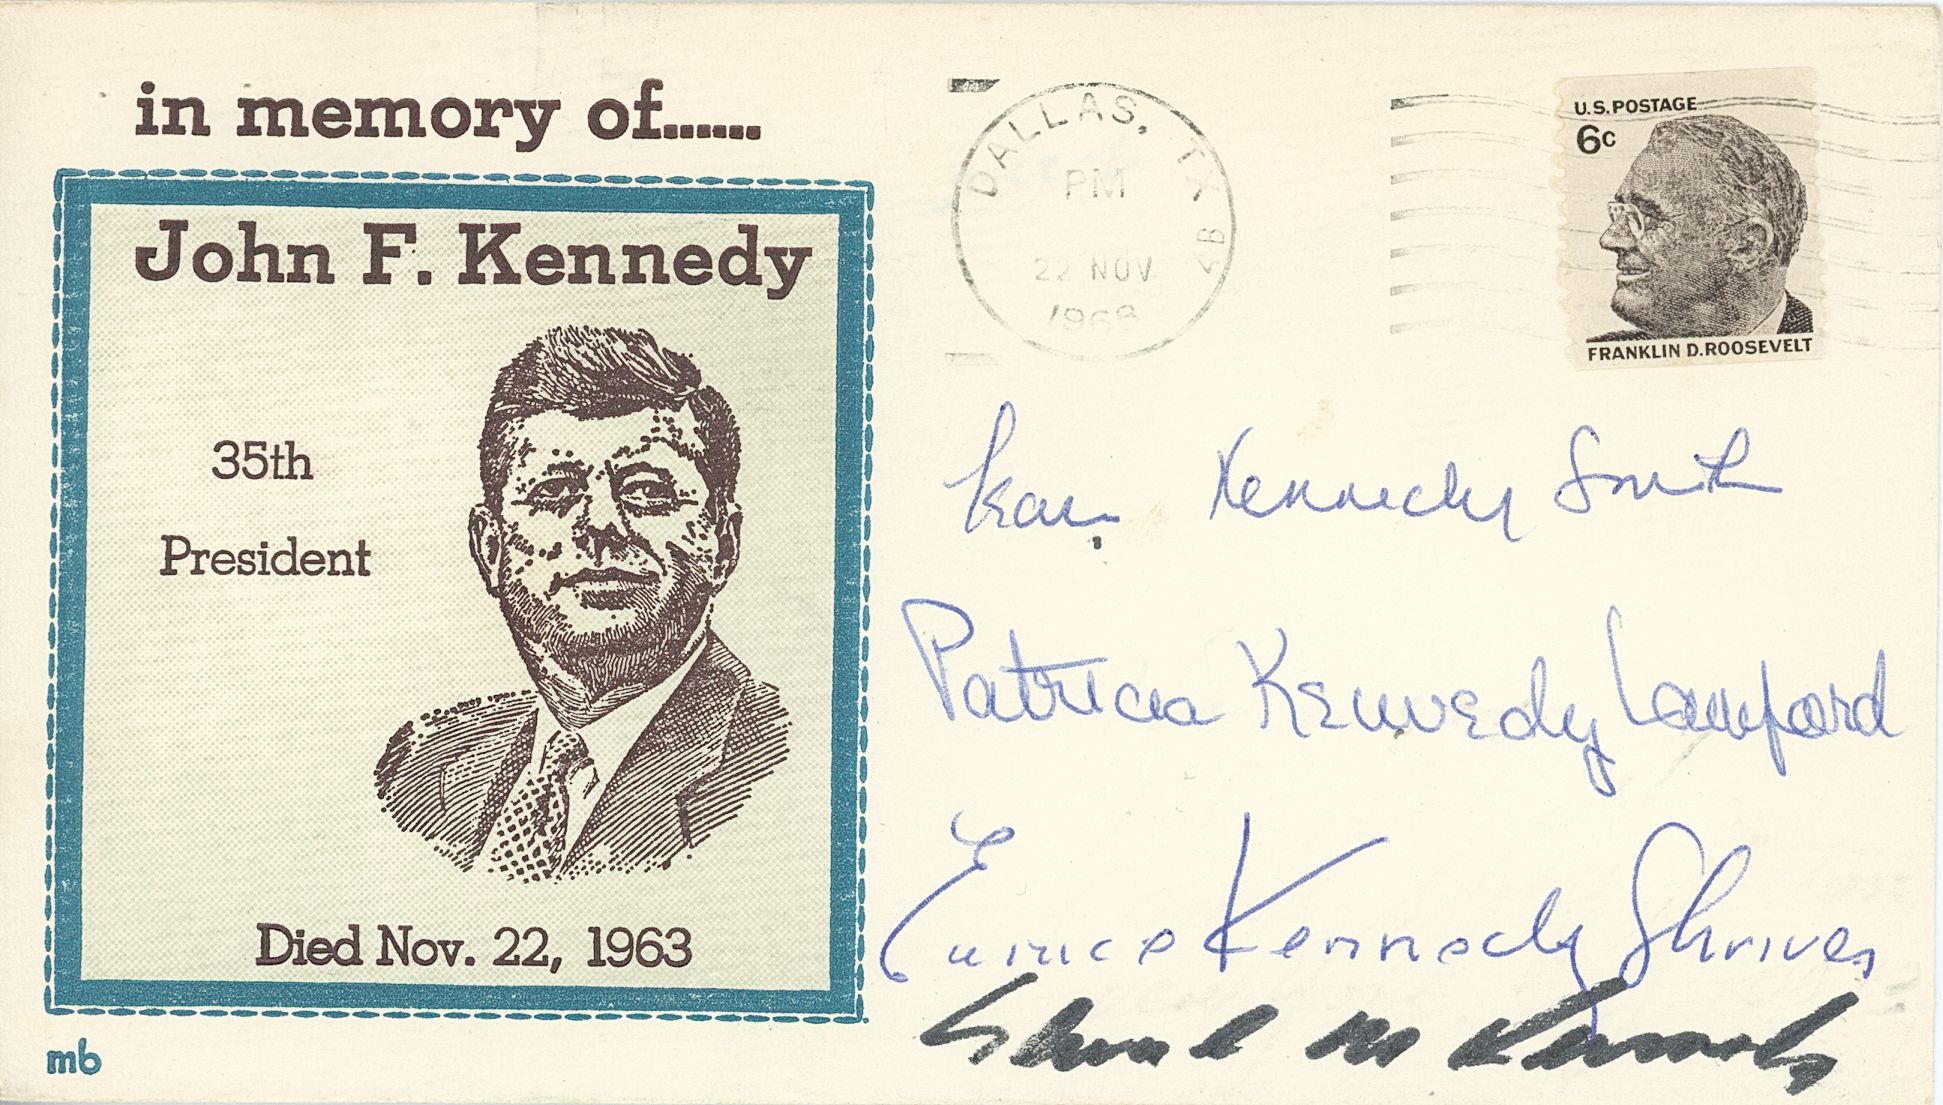 in memory of......
John F. Kennedy
35th
President
Died Nov. 22, 1963
mb
DALLAS, TX
PM
22 NOV
1968
U.S. POSTAGE
6c
FRANKLIN D. ROOSEVELT
Jean Kennedy Smith
Patricia Kennedy Lawford
Eunice Kennedy Shriver
Edward M Kennedy